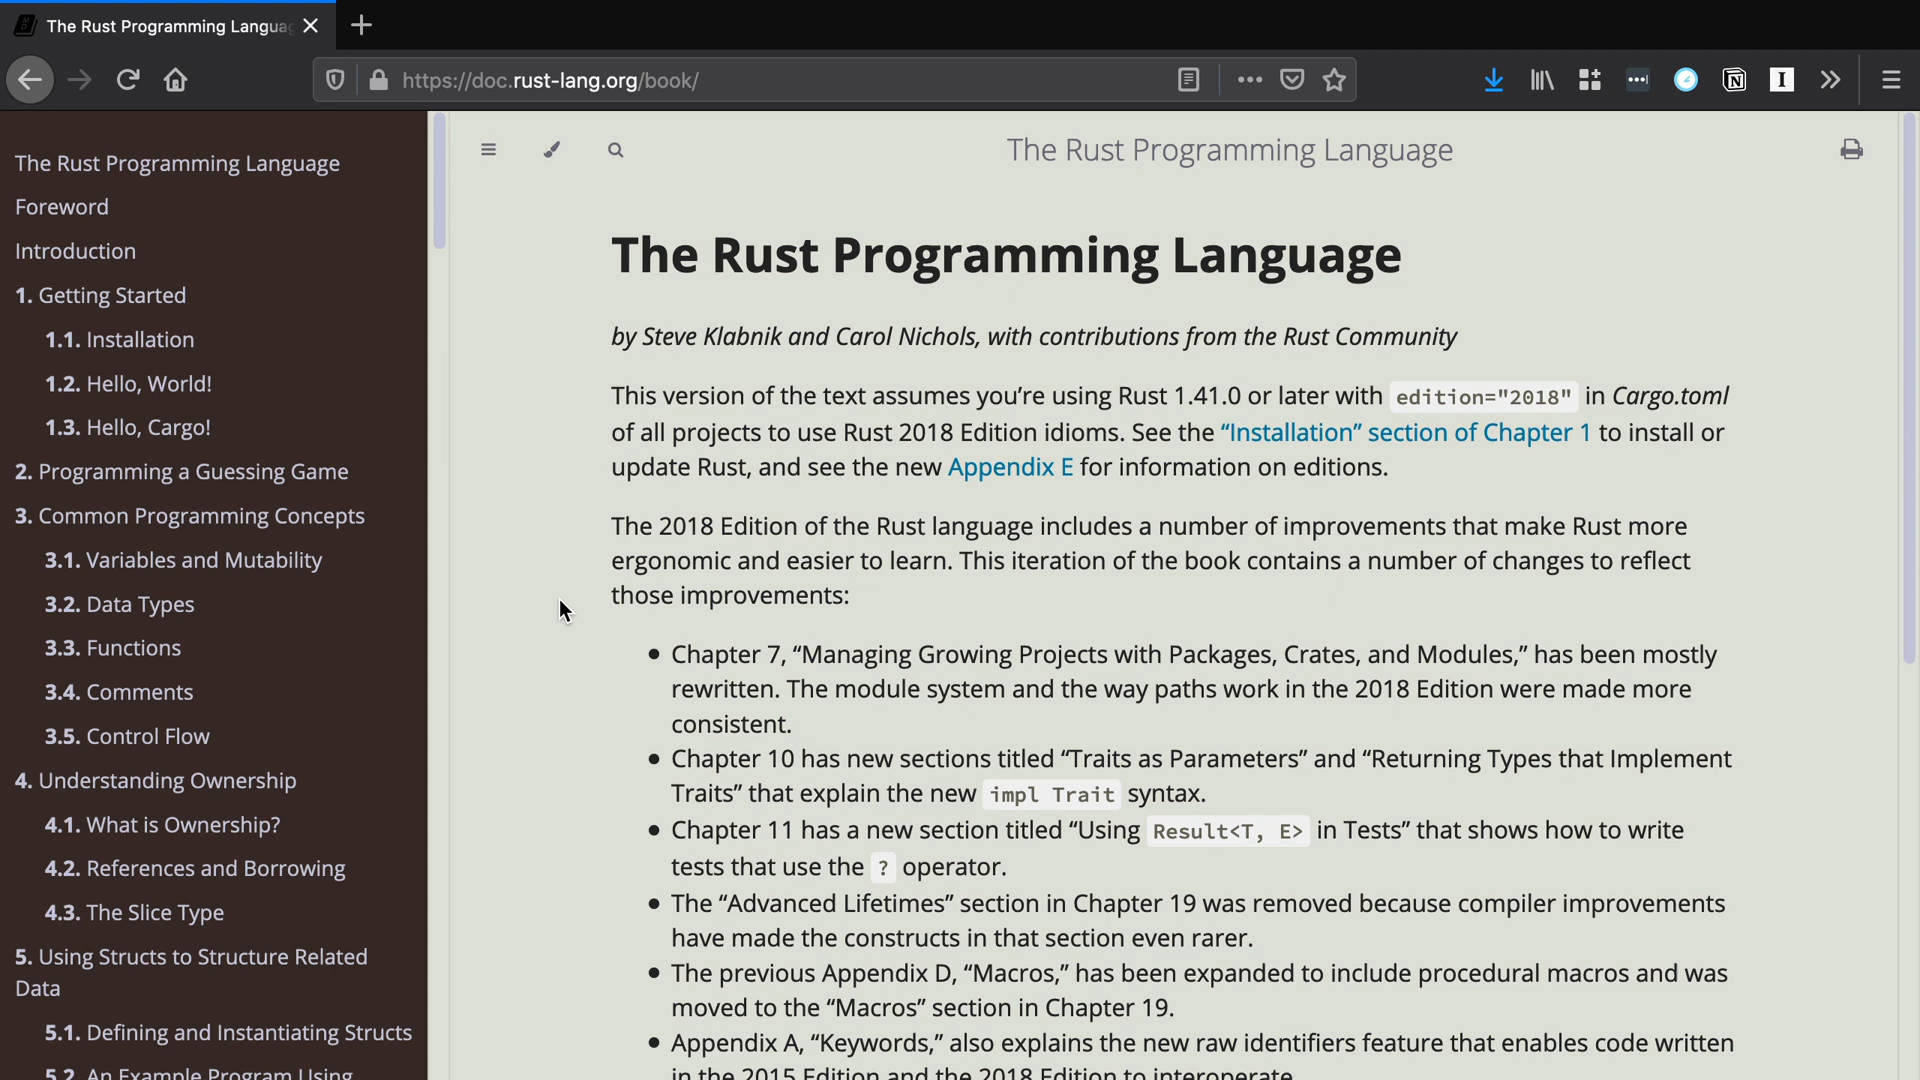 The Rust Programming Langua
https://doc.rust-lang.org/book/
The Rust Programming Language
Foreword
Introduction
1. Getting Started
1.1. Installation
1.2. Hello, World!
1.3. Hello, Cargo!
2. Programming a Guessing Game
3. Common Programming Concepts
3.1. Variables and Mutability
3.2. Data Types
3.3. Functions
3.4. Comments
3.5. Control Flow
4. Understanding Ownership
4.1. What is Ownership?
4.2. References and Borrowing
4.3. The Slice Type
5. Using Structs to Structure Related
Data
5.1. Defining and Instantiating Structs
5.2. An Example Program Using
The Rust Programming Language
The Rust Programming Language
by Steve Klabnik and Carol Nichols, with contributions from the Rust Community
This version of the text assumes you’re using Rust 1.41.0 or later with edition="2018" in Cargo.toml
of all projects to use Rust 2018 Edition idioms. See the “Installation” section of Chapter 1 to install or
update Rust, and see the new Appendix E for information on editions.
The 2018 Edition of the Rust language includes a number of improvements that make Rust more
ergonomic and easier to learn. This iteration of the book contains a number of changes to reflect
those improvements:
• Chapter 7, “Managing Growing Projects with Packages, Crates, and Modules,” has been mostly
rewritten. The module system and the way paths work in the 2018 Edition were made more
consistent.
• Chapter 10 has new sections titled “Traits as Parameters” and “Returning Types that Implement
Traits” that explain the new impl Trait syntax.
• Chapter 11 has a new section titled “Using Result<T, E> in Tests” that shows how to write
tests that use the ? operator.
• The “Advanced Lifetimes” section in Chapter 19 was removed because compiler improvements
have made the constructs in that section even rarer.
• The previous Appendix D, “Macros,” has been expanded to include procedural macros and was
moved to the “Macros” section in Chapter 19.
• Appendix A, “Keywords,” also explains the new raw identifiers feature that enables code written
in the 2015 Edition and the 2018 Edition to interoperate.